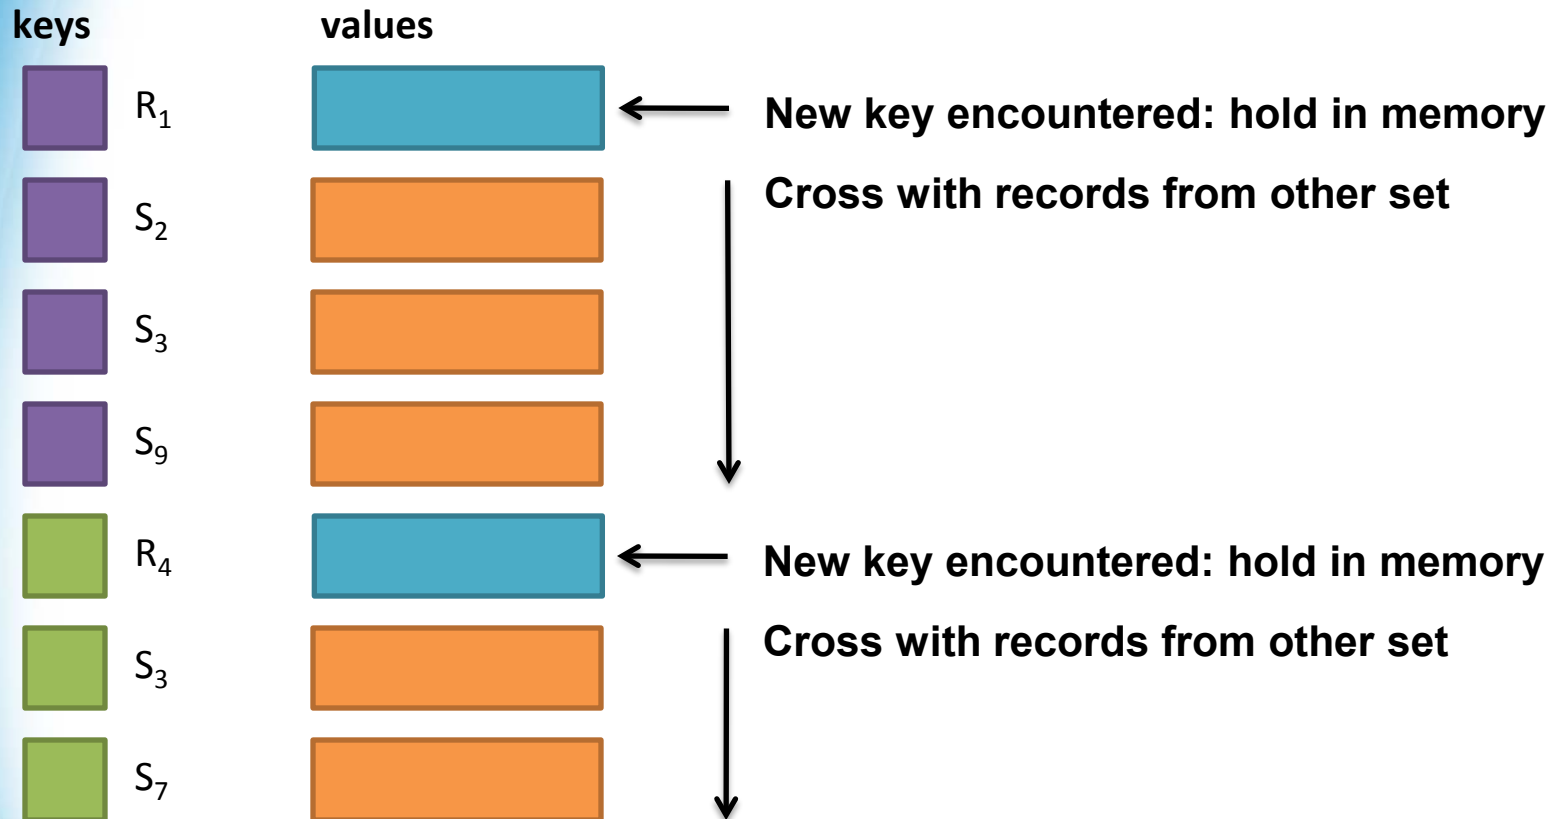 keys values
R₁ New key encountered: hold in memory
Cross with records from other set
S₂
S₃
S₉
R₄ New key encountered: hold in memory
Cross with records from other set
S₃
S₇